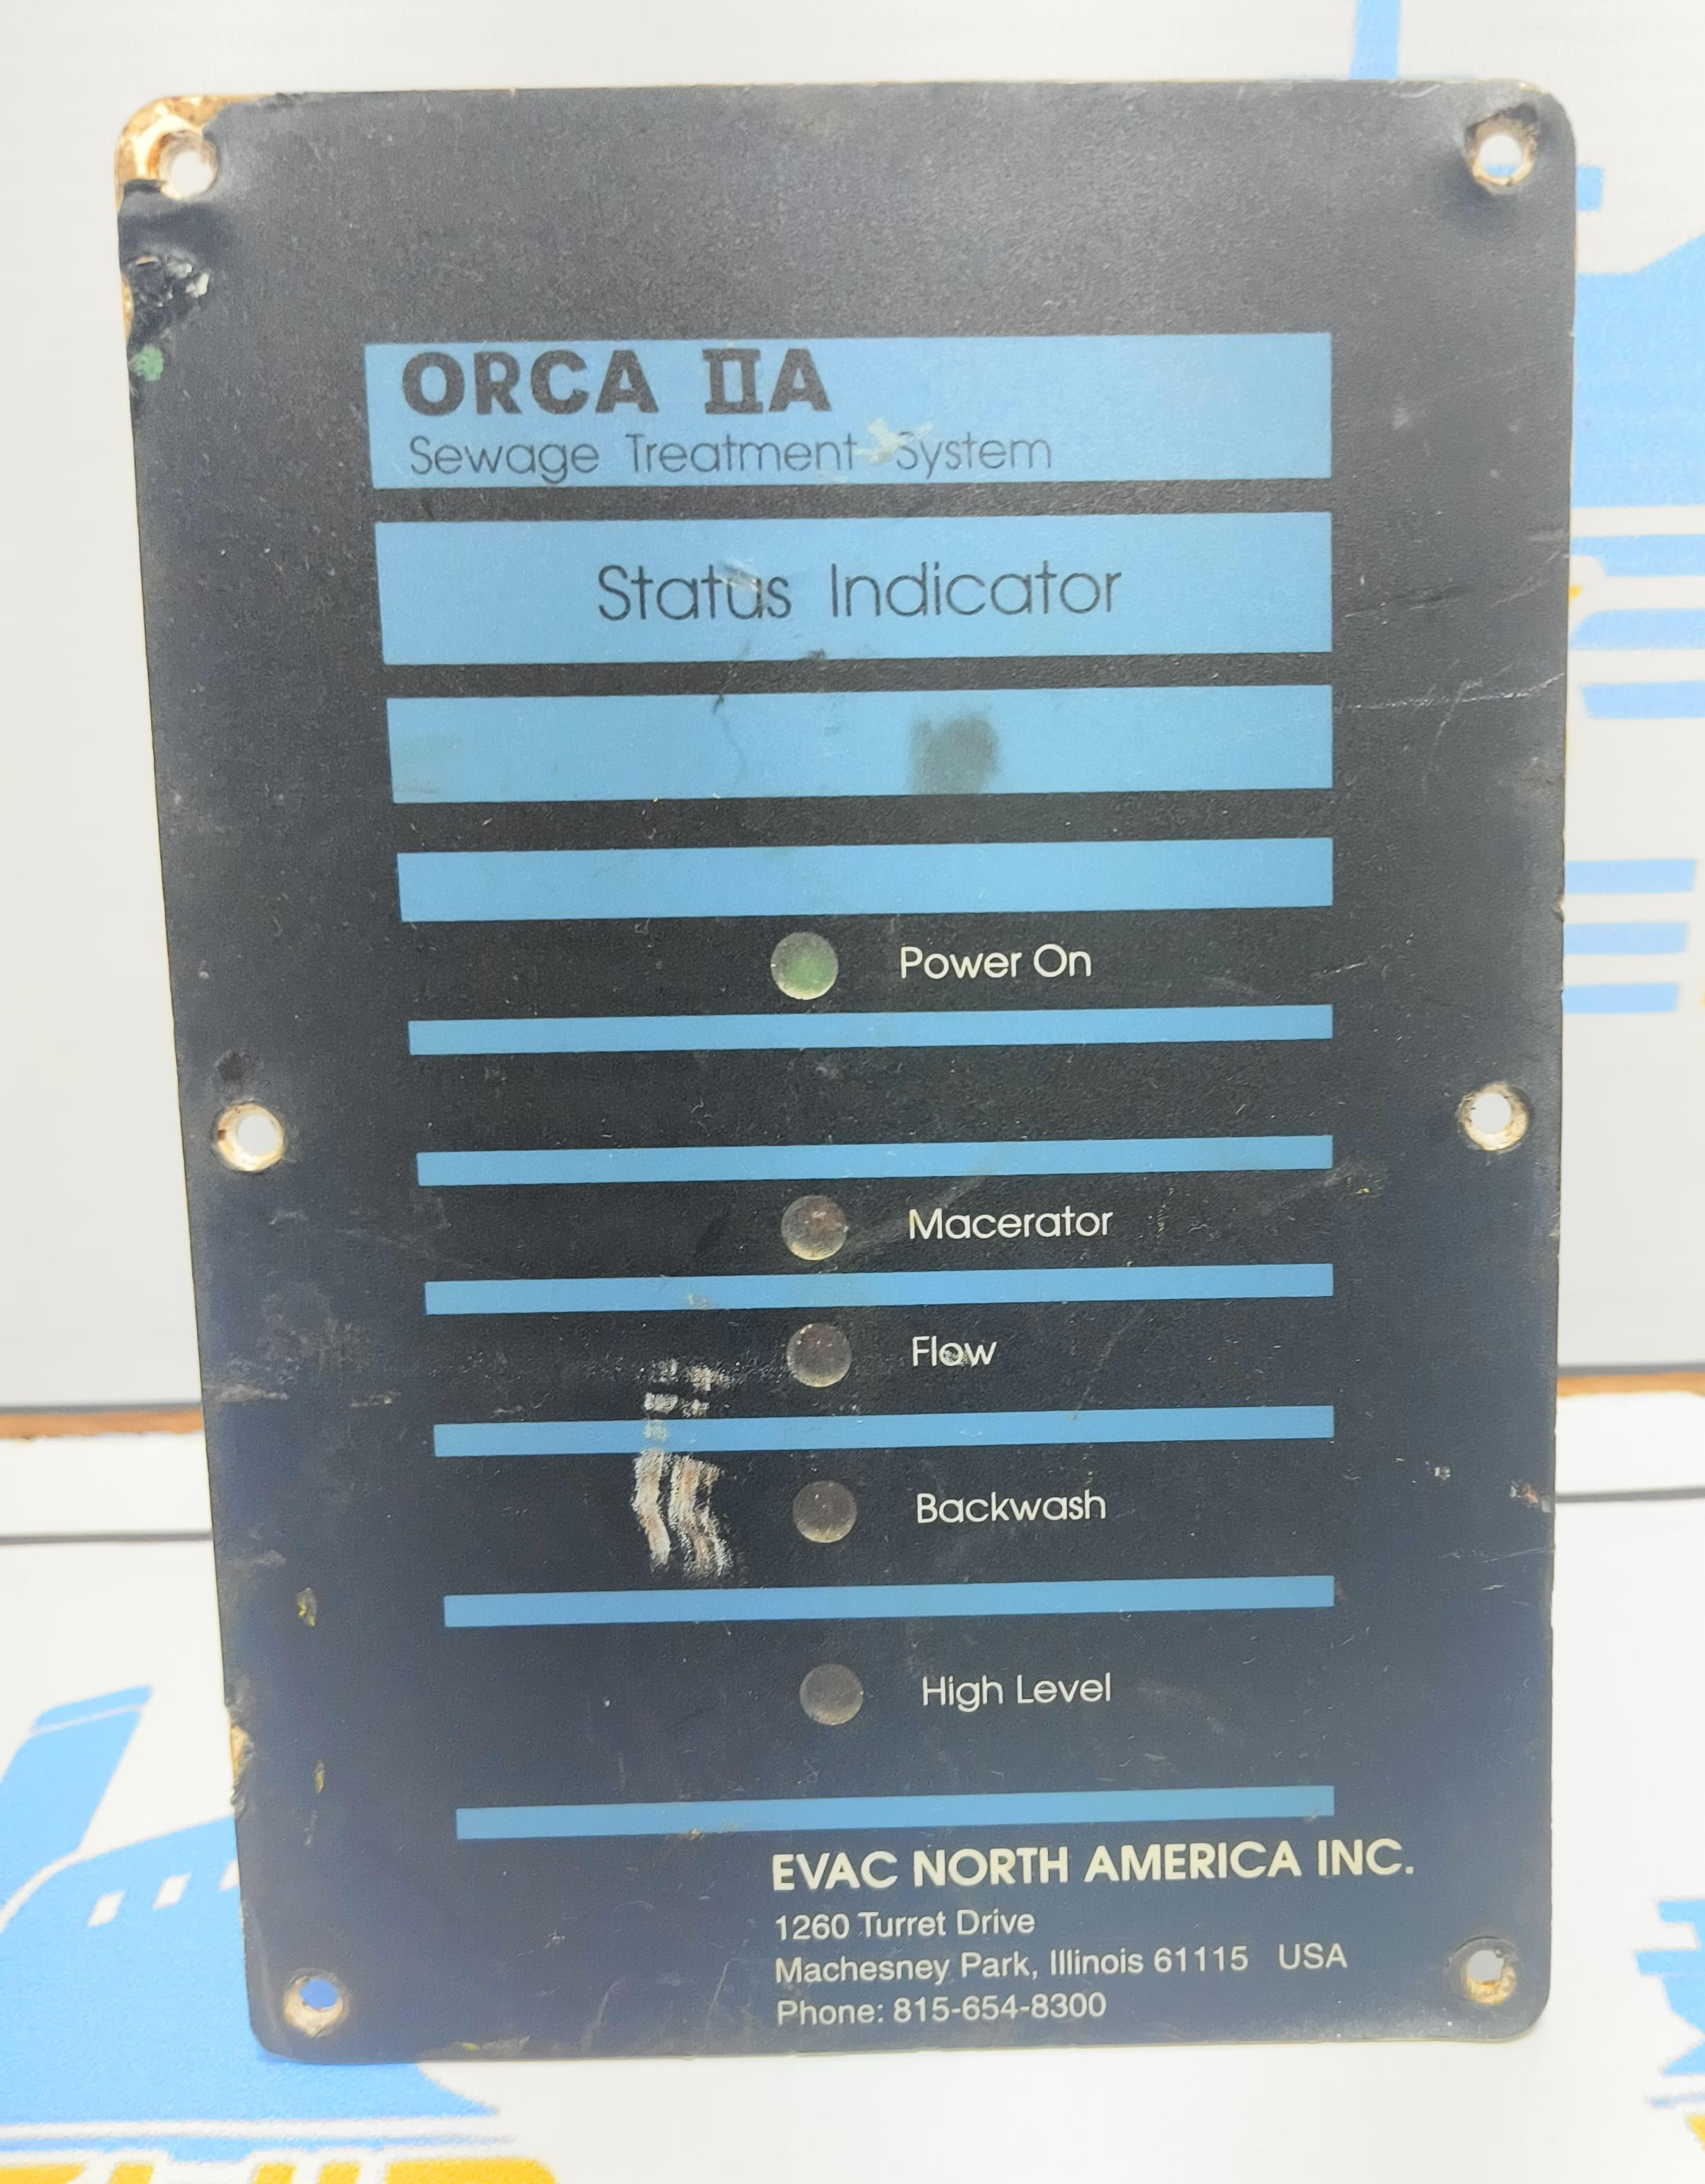 ORCA IIA
Sewage Treatment System
Status Indicator
Power On
Macerator
Flow
Backwash
High Level
EVAC NORTH AMERICA INC.
1260 Turret Drive
Machesney Park, Illinois 61115 USA
Phone: 815-654-8300